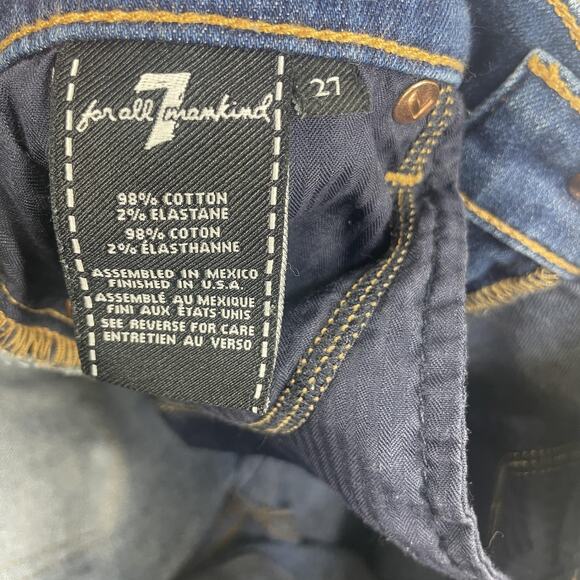 for all 7 mankind
27
98% COTTON
2% ELASTANE
98% COTON
2% ÉLASTHANNE
ASSEMBLED IN MEXICO
FINISHED IN U.S.A.
ASSEMBLÉ AU MEXIQUE
FINI AUX ÉTATS-UNIS
SEE REVERSE FOR CARE
ENTRETIEN AU VERSO